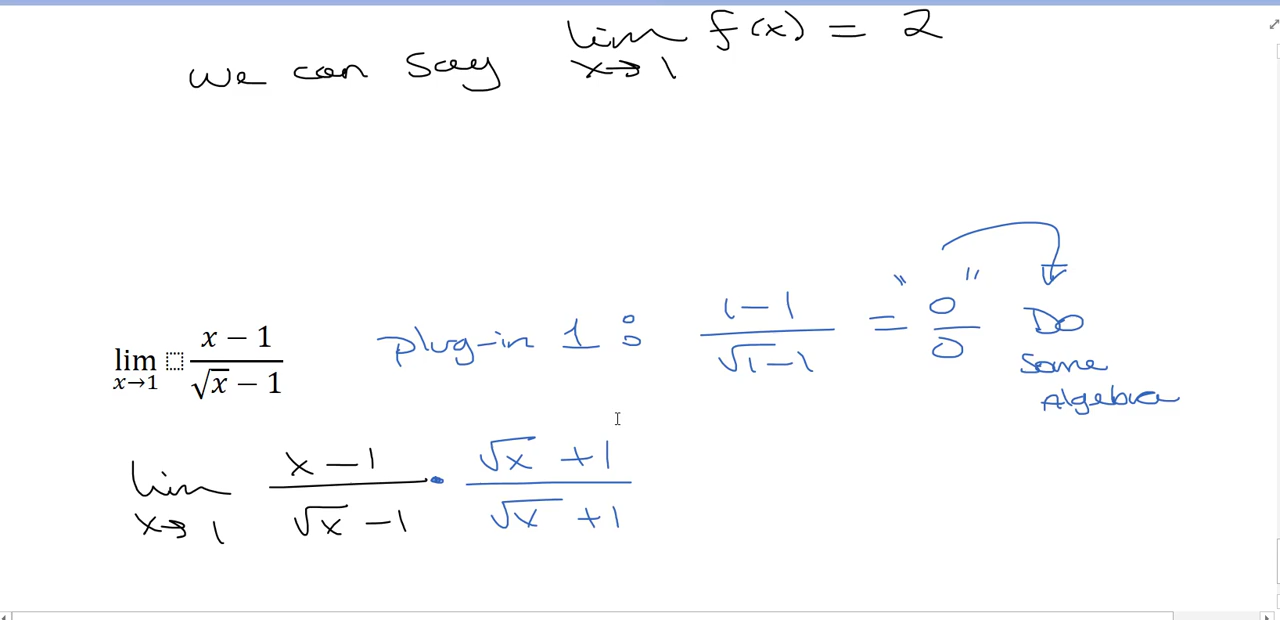 we can say lim x→1 f(x) = 2
lim x→1 (x − 1)/(√x − 1) plug-in 1 : (1 − 1)/(√1 − 1) = "0/0" Do
some
Algebra
lim x→1 (x − 1)/(√x − 1) · (√x + 1)/(√x + 1)